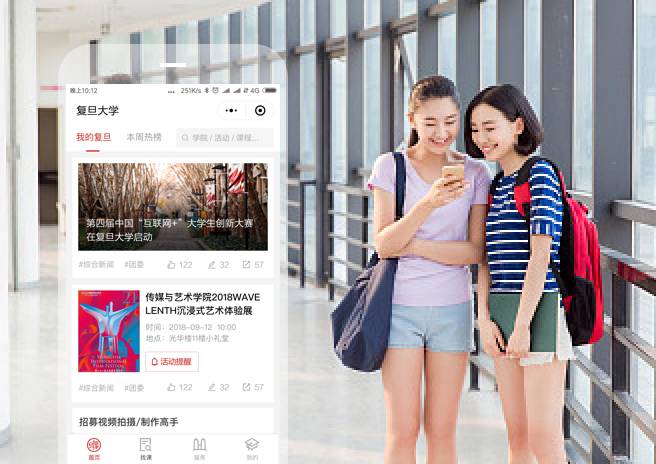 晚上10:12 ... 251K/s 4G
复旦大学
我的复旦 本周热榜 学院 / 活动 / 课程...
第四届中国“互联网+”大学生创新大赛
在复旦大学启动
#综合新闻 #团委 122 32 57
传媒与艺术学院2018WAVE
LENTH沉浸式艺术体验展
时间：2018-09-12 10:00
地点：光华楼11楼小礼堂
活动提醒
#综合新闻 #团委 122 32 57
招募视频拍摄/制作高手
首页 找课 服务 我的